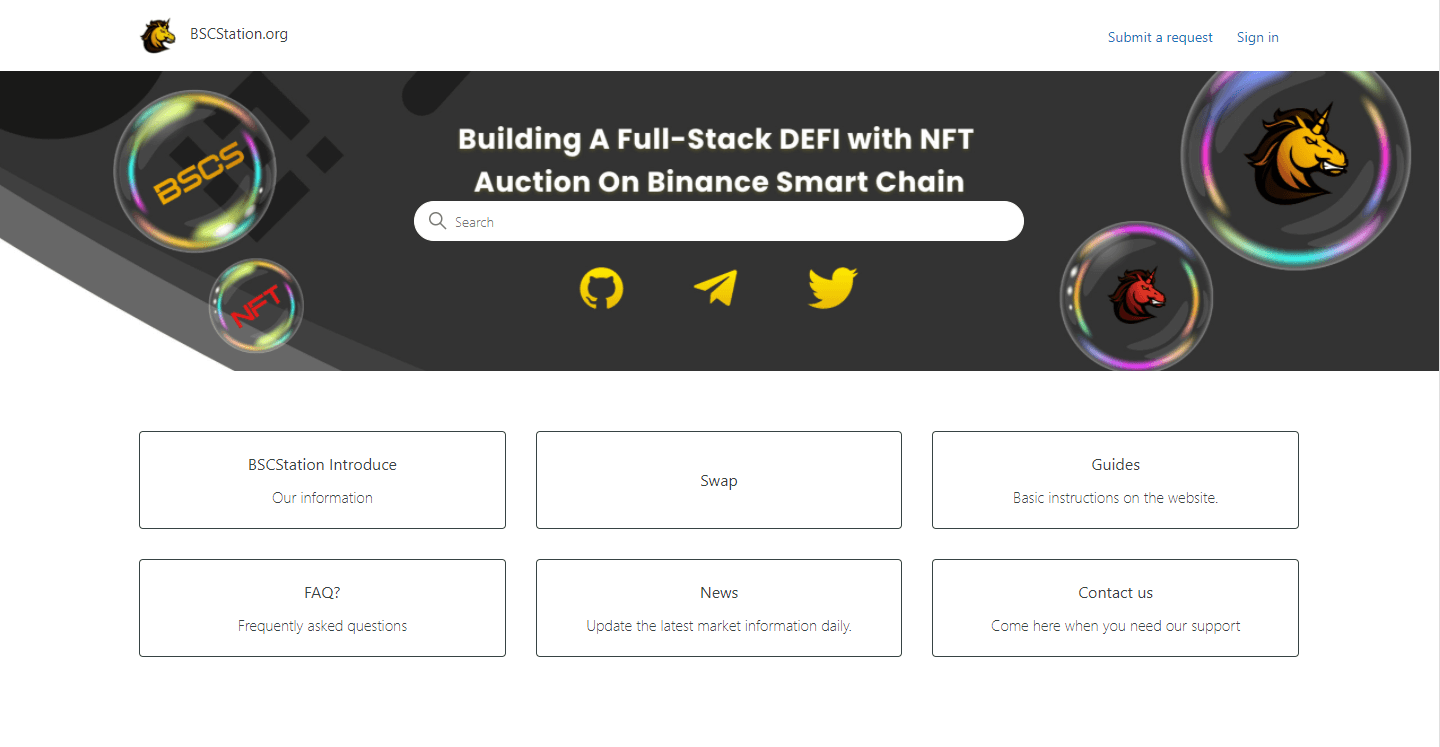 BSCStation.org
Submit a request
Sign in
BSCS
NFT
Building A Full-Stack DEFI with NFT
Auction On Binance Smart Chain
Search
BSCStation Introduce
Our information
Swap
Guides
Basic instructions on the website.
FAQ?
Frequently asked questions
News
Update the latest market information daily.
Contact us
Come here when you need our support